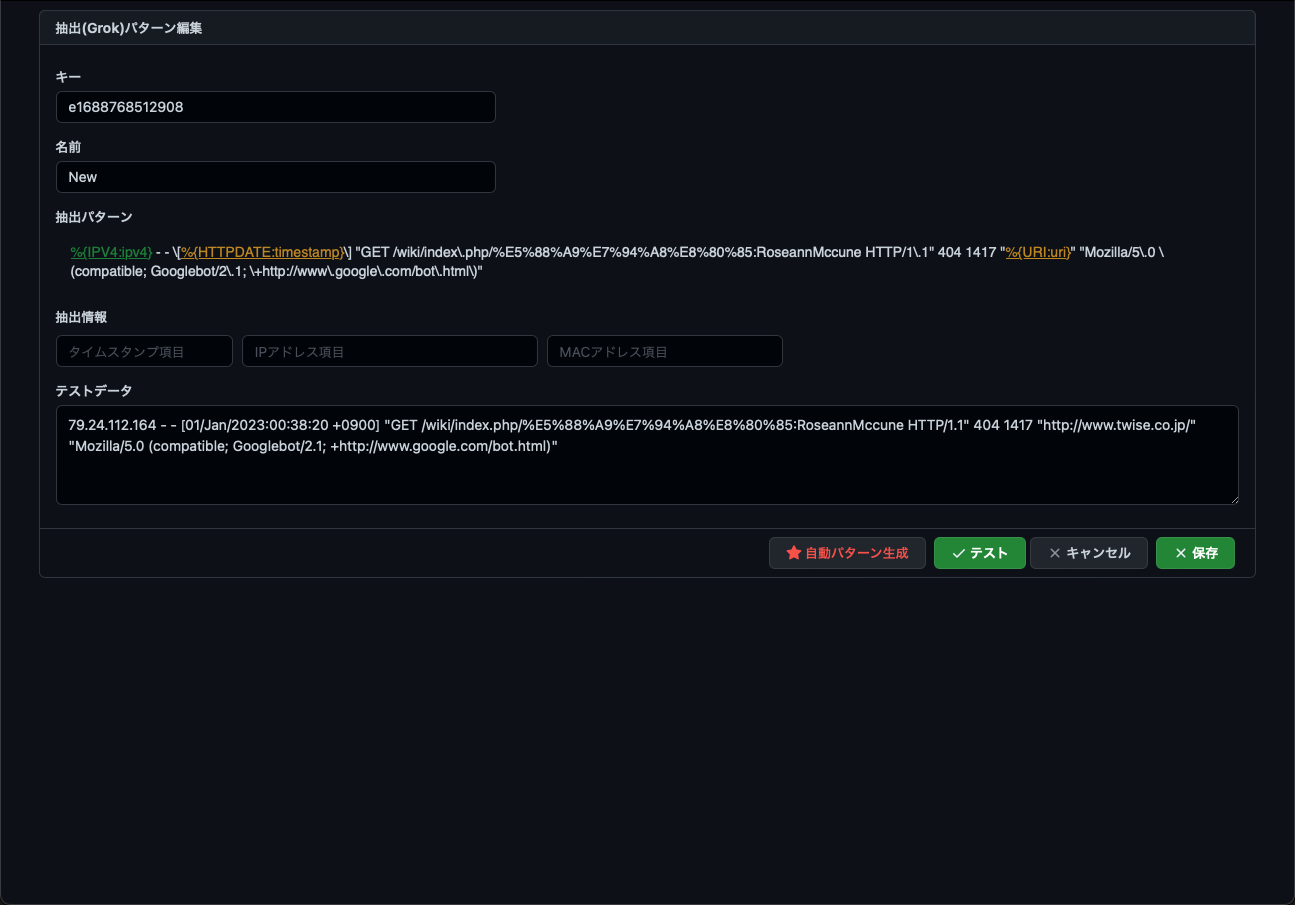 抽出(Grok)パターン編集
キー
e1688768512908
名前
New
抽出パターン
%{IPV4:ipv4} - - \[%{HTTPDATE:timestamp}\] "GET /wiki/index\.php/%E5%88%A9%E7%94%A8%E8%80%85:RoseannMccune HTTP/1\.1" 404 1417 "%{URI:uri}" "Mozilla/5\.0 \
(compatible; Googlebot/2\.1; \+http://www\.google\.com/bot\.html\)"
抽出情報
タイムスタンプ項目 IPアドレス項目 MACアドレス項目
テストデータ
79.24.112.164 - - [01/Jan/2023:00:38:20 +0900] "GET /wiki/index.php/%E5%88%A9%E7%94%A8%E8%80%85:RoseannMccune HTTP/1.1" 404 1417 "http://www.twise.co.jp/"
"Mozilla/5.0 (compatible; Googlebot/2.1; +http://www.google.com/bot.html)"
自動パターン生成 テスト キャンセル 保存